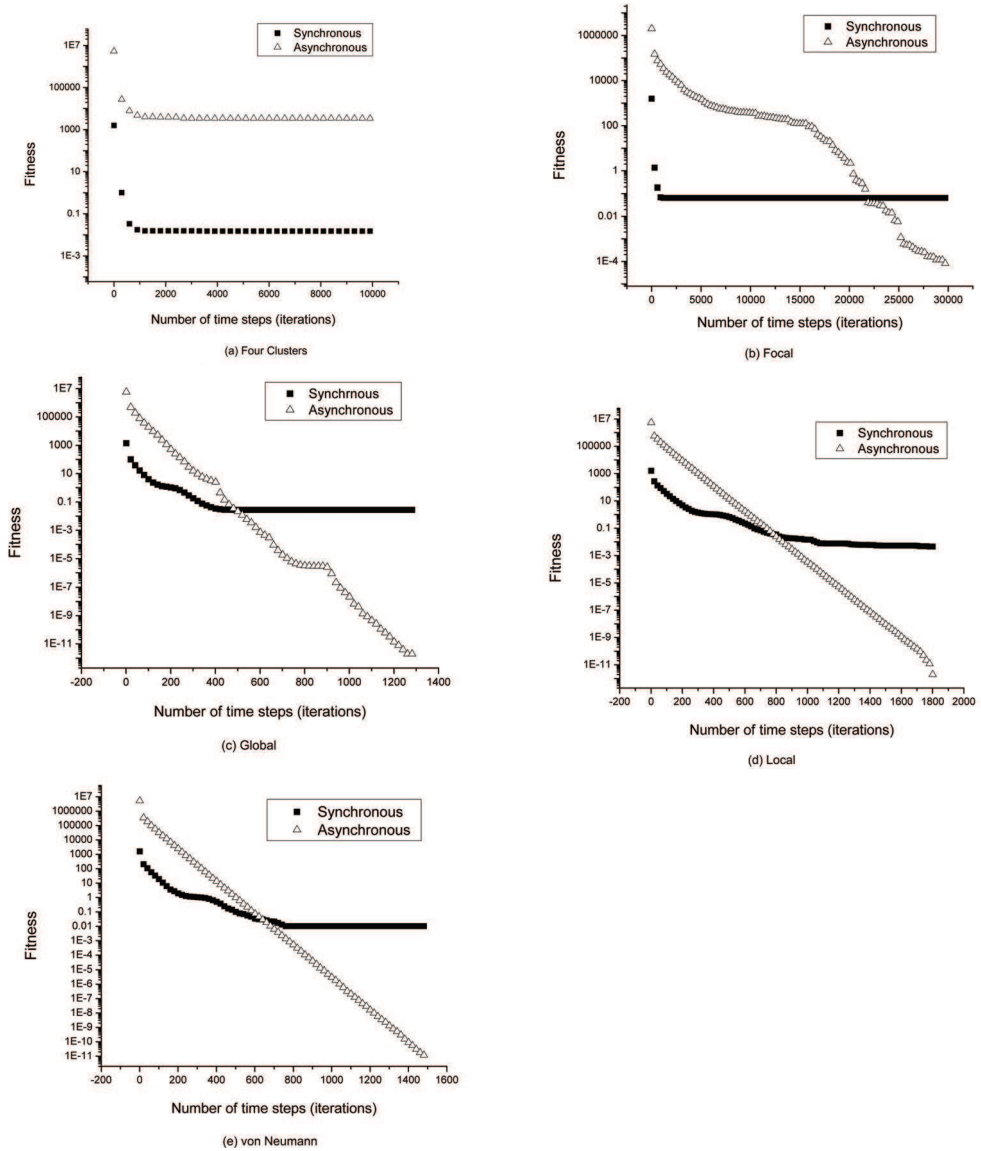 Synchronous
Asynchronous
1E7
100000
1000
10
0.1
1E-3
Fitness
0
2000
4000
6000
8000
10000
Number of time steps (iterations)
(a) Four Clusters
Synchronous
Asynchronous
1000000
10000
100
1
0.01
1E-4
Fitness
0
5000
10000
15000
20000
25000
30000
Number of time steps (iterations)
(b) Focal
Synchrnous
Asynchronous
1E7
100000
1000
10
0.1
1E-3
1E-5
1E-7
1E-9
1E-11
Fitness
-200
0
200
400
600
800
1000
1200
1400
Number of time steps (iterations)
(c) Global
Synchronous
Asynchronous
1E7
100000
1000
10
0.1
1E-3
1E-5
1E-7
1E-9
1E-11
Fitness
-200
0
200
400
600
800
1000
1200
1400
1600
1800
2000
Number of time steps (iterations)
(d) Local
Synchronous
Asynchronous
1E7
1000000
100000
10000
1000
100
10
1
0.1
0.01
1E-3
1E-4
1E-5
1E-6
1E-7
1E-8
1E-9
1E-10
1E-11
Fitness
-200
0
200
400
600
800
1000
1200
1400
1600
Number of time steps (iterations)
(e) von Neumann